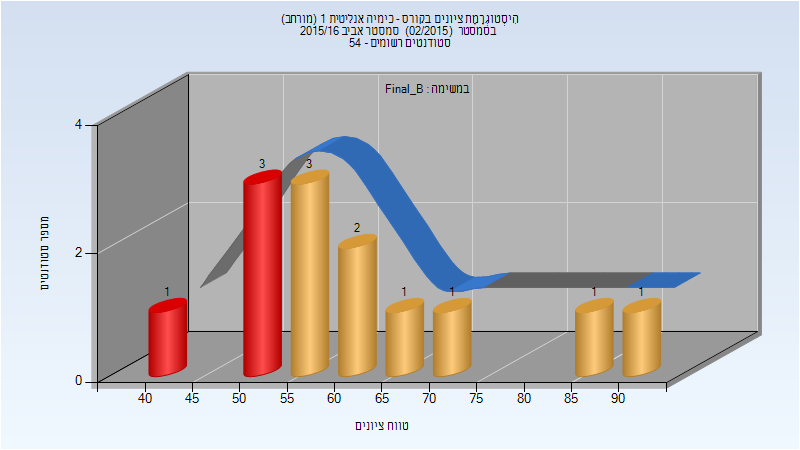 היסטוגרמת ציונים בקורס - כימיה אנליטית 1 (מורחב)
בסמסטר (02/2015) סמסטר אביב 2015/16
סטודנטים רשומים - 54
במשימה : Final_B
מספר סטודנטים
4
2
0
1
3
3
2
1
1
1
1
40 45 50 55 60 65 70 75 80 85 90
טווח ציונים